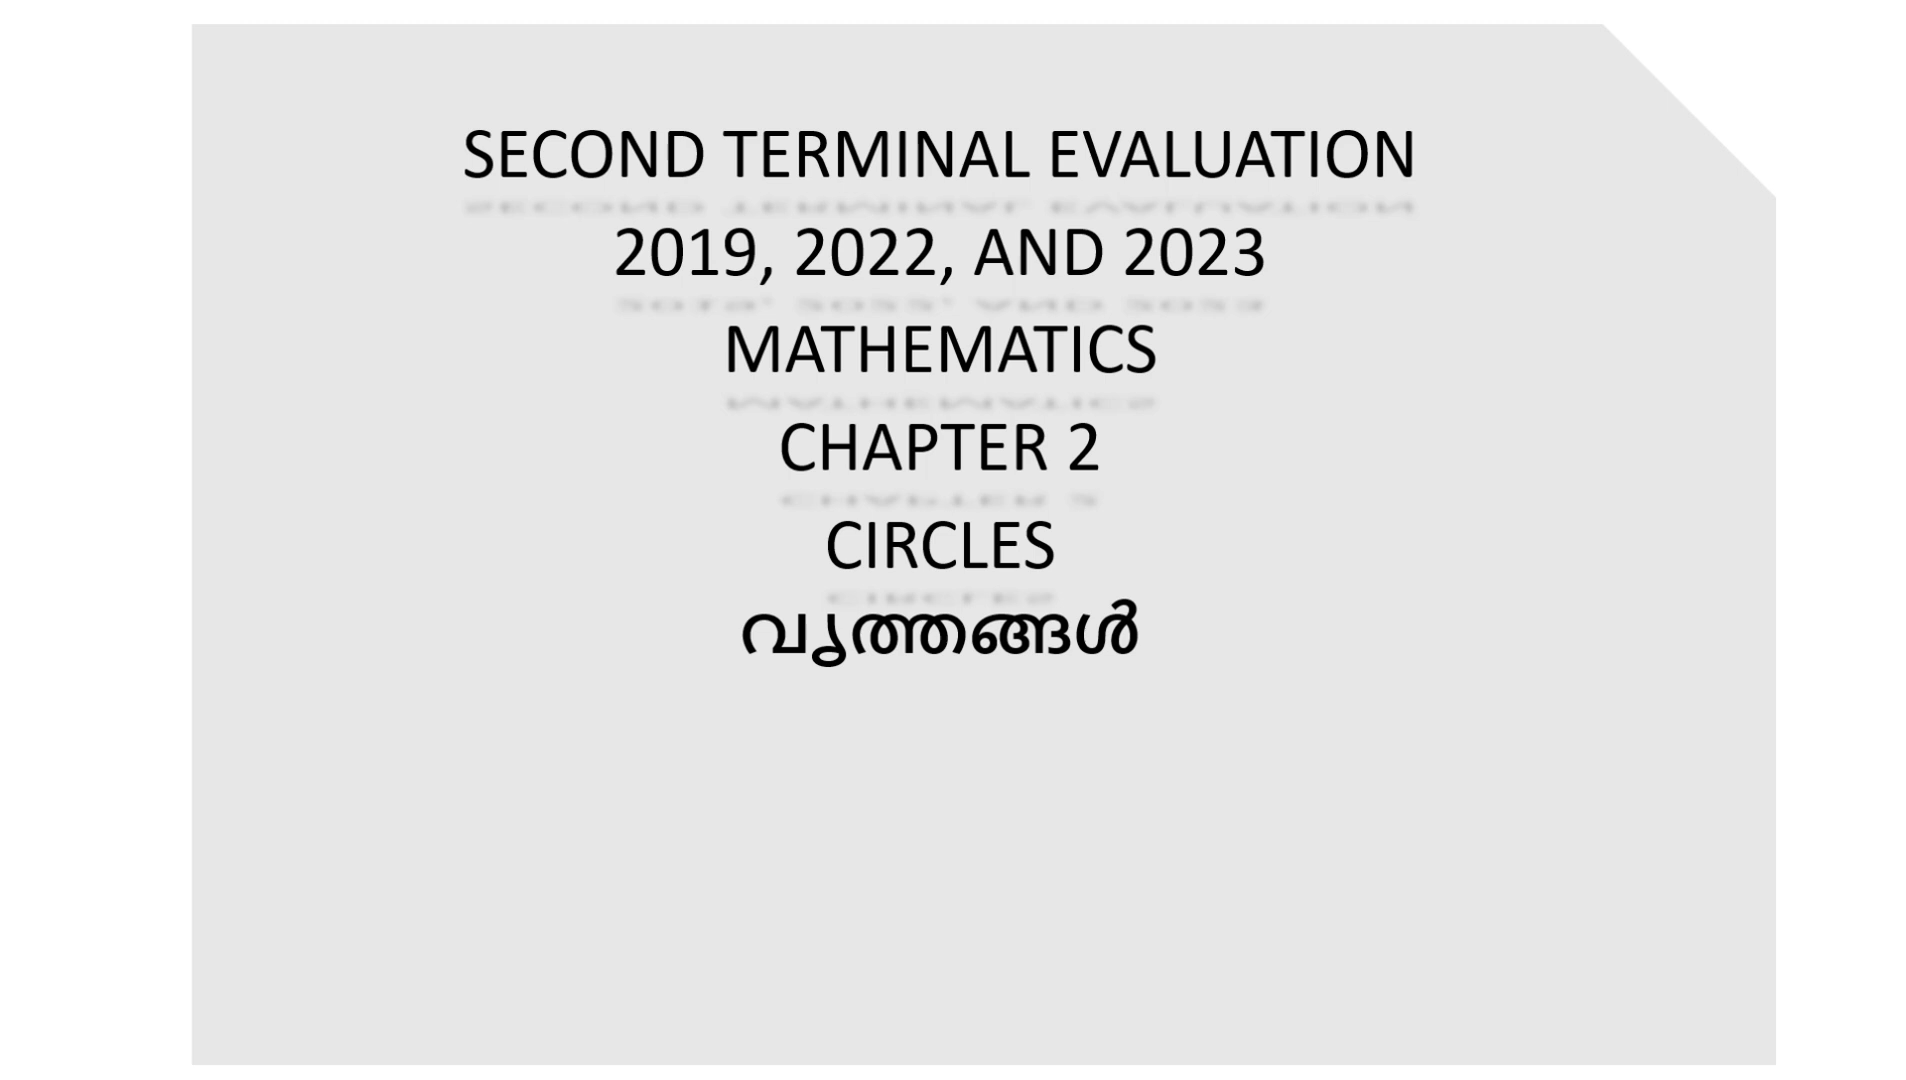 SECOND TERMINAL EVALUATION
2019, 2022, AND 2023
MATHEMATICS
CHAPTER 2
CIRCLES
വൃത്തങ്ങൾ